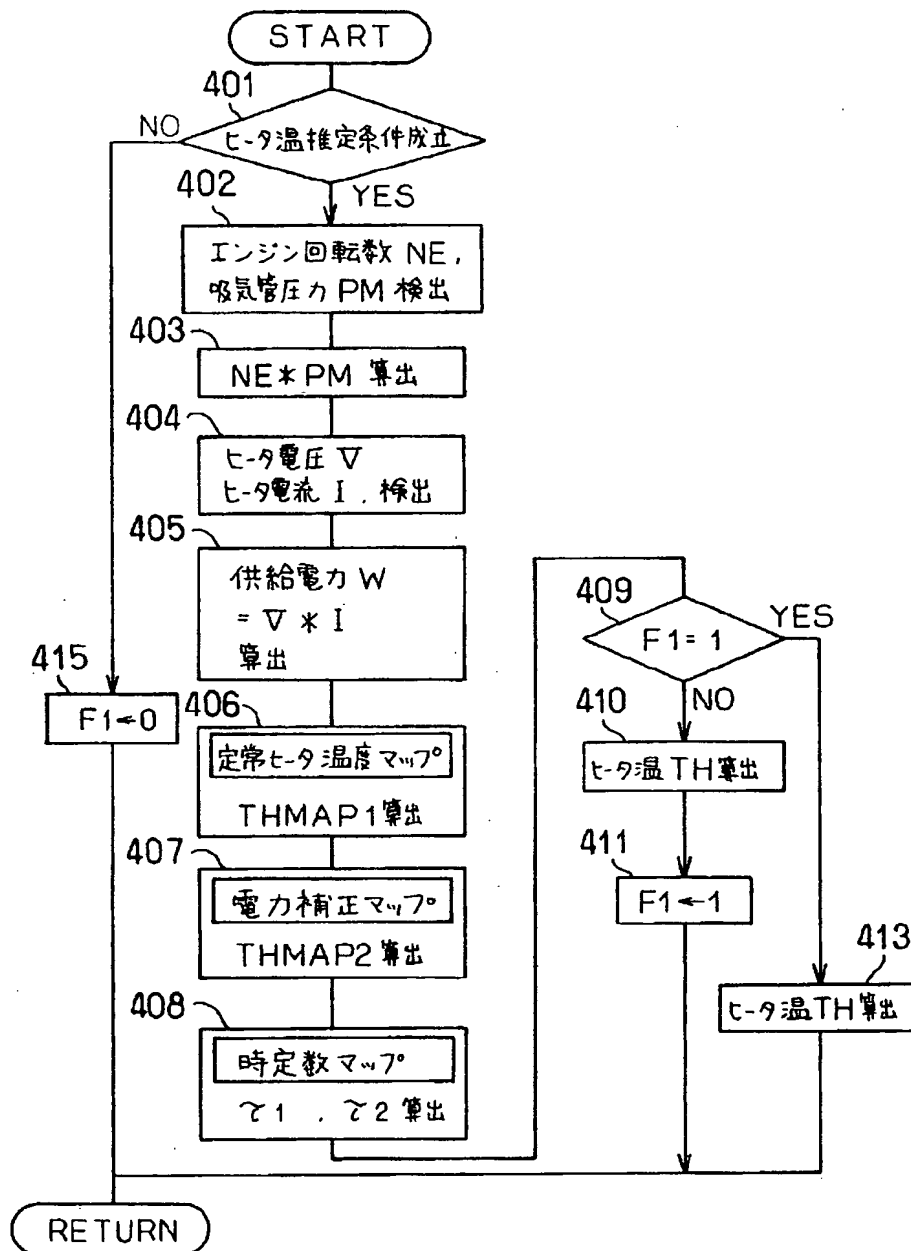 START
401
ヒータ温推定条件成立
NO
YES
402
エンジン回転数 NE,
吸気管圧力 PM 検出
403
NE*PM 算出
404
ヒータ電圧 V
ヒータ電流 I, 検出
405
供給電力 W
= V * I
算出
415
F1←0
406
定常ヒータ温度マップ
THMAP1算出
407
電力補正マップ
THMAP2算出
408
時定数マップ
τ1, τ2算出
409
F1=1
YES
NO
410
ヒータ温TH算出
411
F1←1
413
ヒータ温TH算出
RETURN